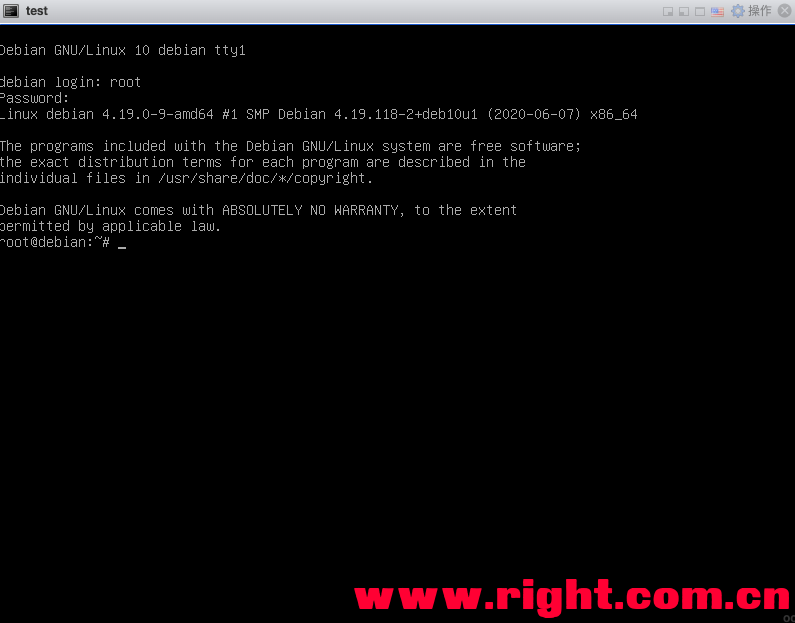 test
操作
Debian GNU/Linux 10 debian tty1
debian login: root
Password:
Linux debian 4.19.0-9-amd64 #1 SMP Debian 4.19.118-2+deb10u1 (2020-06-07) x86_64
The programs included with the Debian GNU/Linux system are free software;
the exact distribution terms for each program are described in the
individual files in /usr/share/doc/*/copyright.
Debian GNU/Linux comes with ABSOLUTELY NO WARRANTY, to the extent
permitted by applicable law.
root@debian:~# _
www.right.com.cn